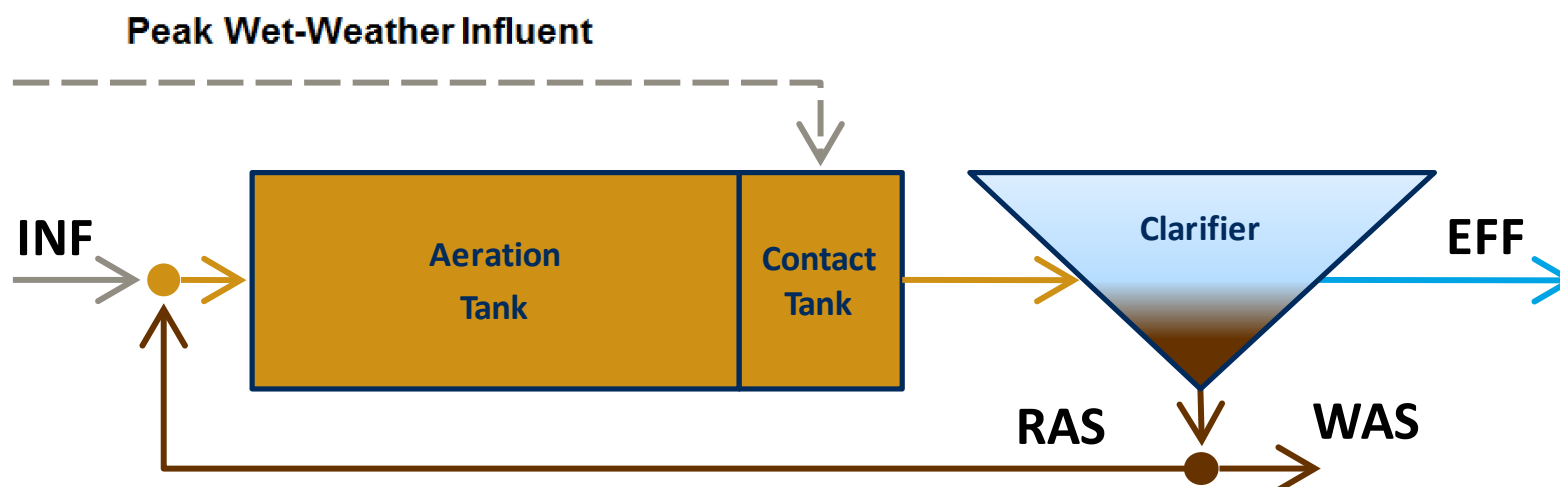 Peak Wet-Weather Influent
INF
Aeration
Tank
Contact
Tank
Clarifier
EFF
RAS
WAS